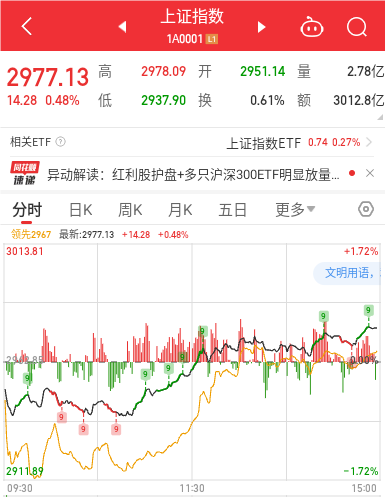 上证指数
1A0001 L1
2977.13 高 2978.09 开 2951.14 量 2.78亿
14.28 0.48% 低 2937.90 换 0.61% 额 3012.8亿
相关ETF ? 上证指数ETF 0.74 0.27%
同花顺速递 异动解读：红利股护盘+多只沪深300ETF明显放量...
分时 日K 周K 月K 五日 更多
领先2967 最新:2977.13 +14.28 +0.48%
3013.81 +1.72%
文明用语，
9 9
9
9 9
9
9
9 9
0.00%
2911.89 -1.72%
09:30 11:30 15:00